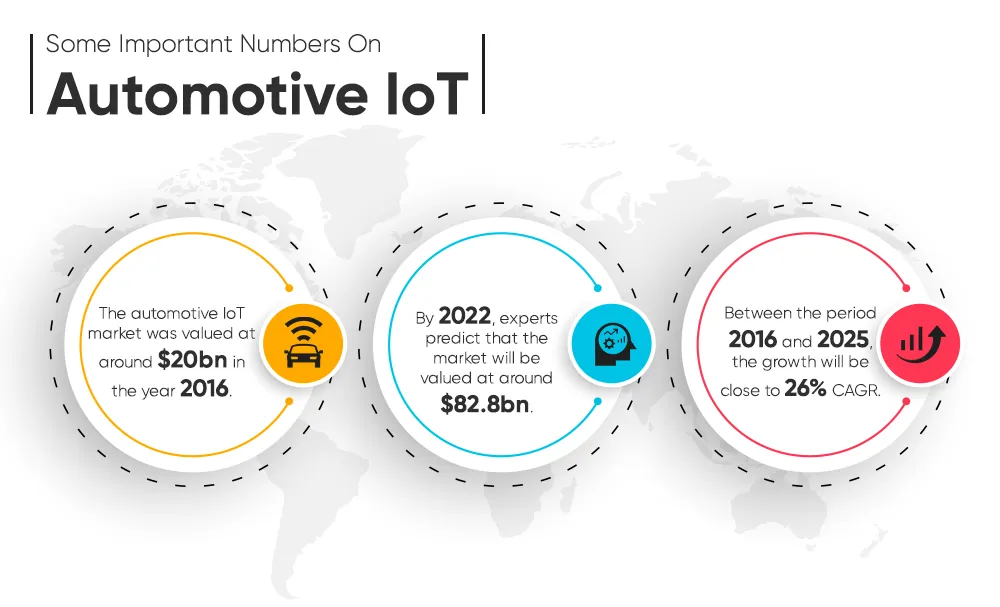 Some Important Numbers On
Automotive IoT
The automotive IoT
market was valued at
around $20bn in
the year 2016.
By 2022, experts
predict that the
market will be
valued at around
$82.8bn.
Between the period
2016 and 2025,
the growth will be
close to 26% CAGR.